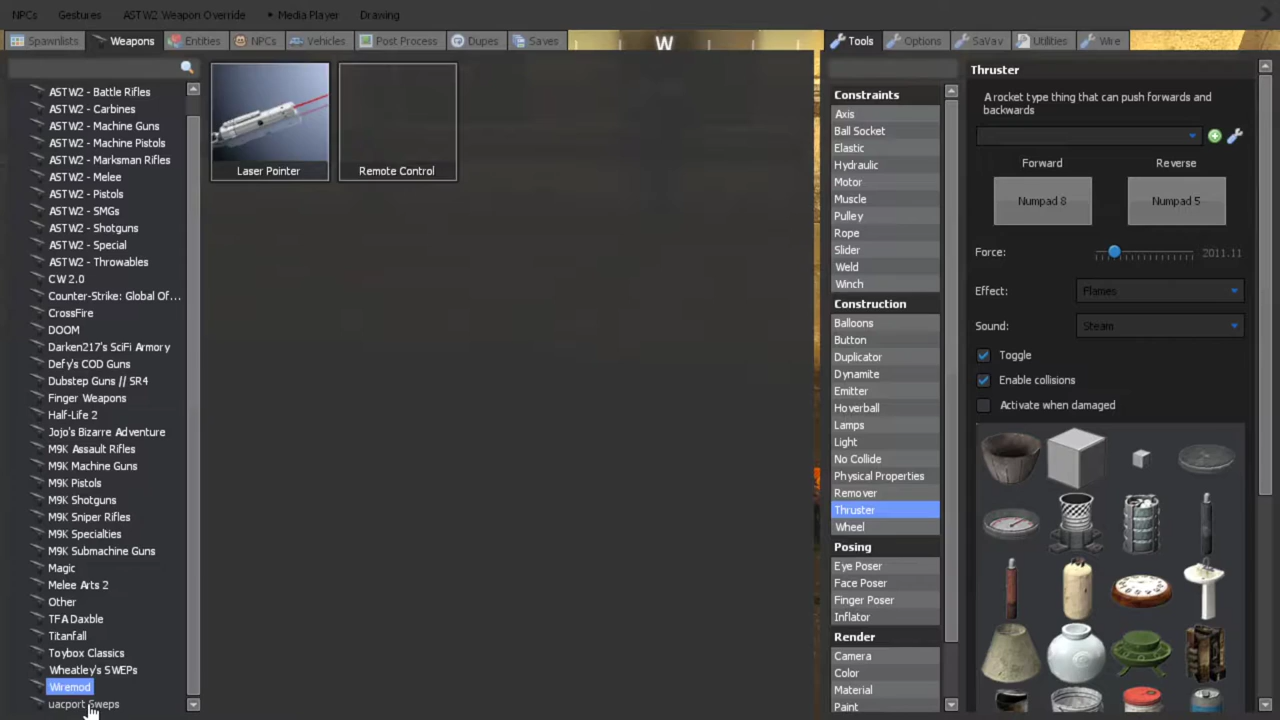 NPCs Gestures ASTW2 Weapon Override Media Player Drawing
Spawnlists Weapons Entities NPCs Vehicles Post Process Dupes Saves
W
Tools Options SaVav Utilities Wire
ASTW2 - Battle Rifles
ASTW2 - Carbines
ASTW2 - Machine Guns
ASTW2 - Machine Pistols
ASTW2 - Marksman Rifles
ASTW2 - Melee
ASTW2 - Pistols
ASTW2 - SMGs
ASTW2 - Shotguns
ASTW2 - Special
ASTW2 - Throwables
CW 2.0
Counter-Strike: Global Of...
CrossFire
DOOM
Darken217's SciFi Armory
Defy's COD Guns
Dubstep Guns // SR4
Finger Weapons
Half-Life 2
Jojo's Bizarre Adventure
M9K Assault Rifles
M9K Machine Guns
M9K Pistols
M9K Shotguns
M9K Sniper Rifles
M9K Specialties
M9K Submachine Guns
Magic
Melee Arts 2
Other
TFA Daxble
Titanfall
Toybox Classics
Wheatley's SWEPs
Wiremod
uacport Sweps
Laser Pointer
Remote Control
Constraints
Axis
Ball Socket
Elastic
Hydraulic
Motor
Muscle
Pulley
Rope
Slider
Weld
Winch
Construction
Balloons
Button
Duplicator
Dynamite
Emitter
Hoverball
Lamps
Light
No Collide
Physical Properties
Remover
Thruster
Wheel
Posing
Eye Poser
Face Poser
Finger Poser
Inflator
Render
Camera
Color
Material
Paint
Thruster
A rocket type thing that can push forwards and
backwards
Forward Reverse
Numpad 8 Numpad 5
Force: 2011.11
Effect: Flames
Sound: Steam
Toggle
Enable collisions
Activate when damaged